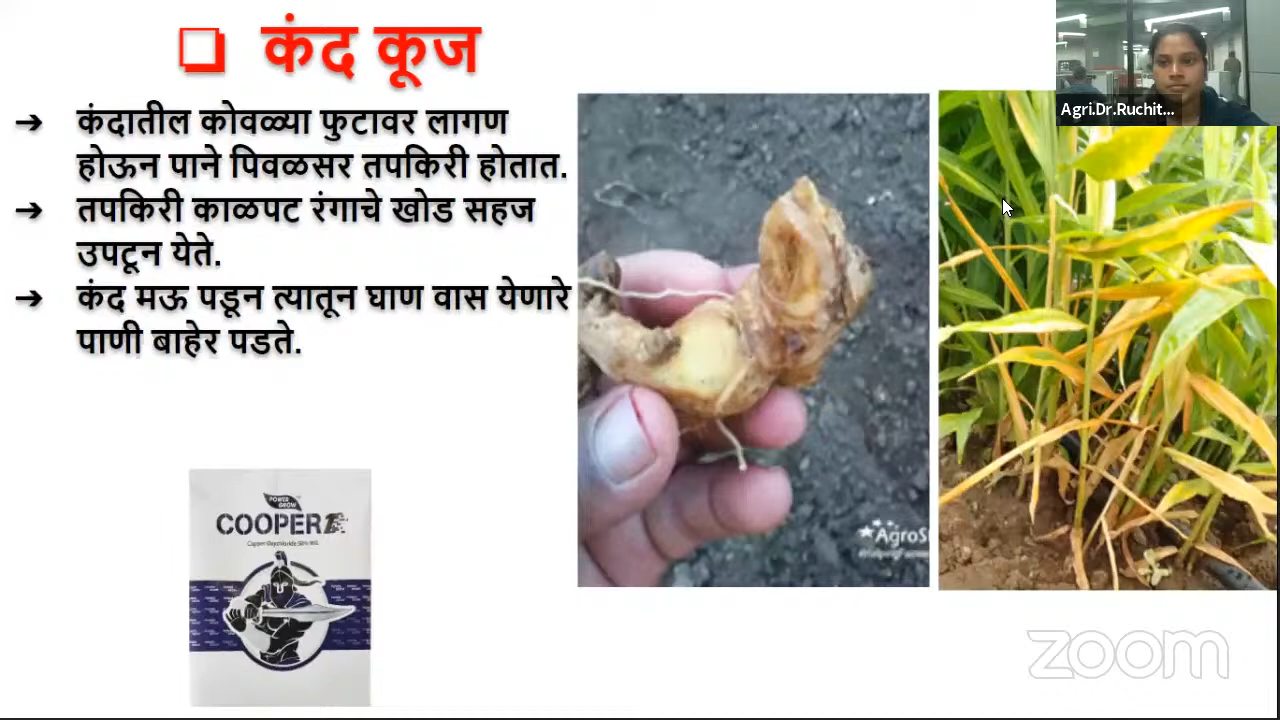 ❑ कंद कूज
➔ कंदातील कोवळ्या फुटावर लागण
होऊन पाने पिवळसर तपकिरी होतात.
➔ तपकिरी काळपट रंगाचे खोड सहज
उपटून येते.
➔ कंद मऊ पडून त्यातून घाण वास येणारे
पाणी बाहेर पडते.
Agri.Dr.Ruchit...
POWER
GROW
COOPER
AgroS
zoom